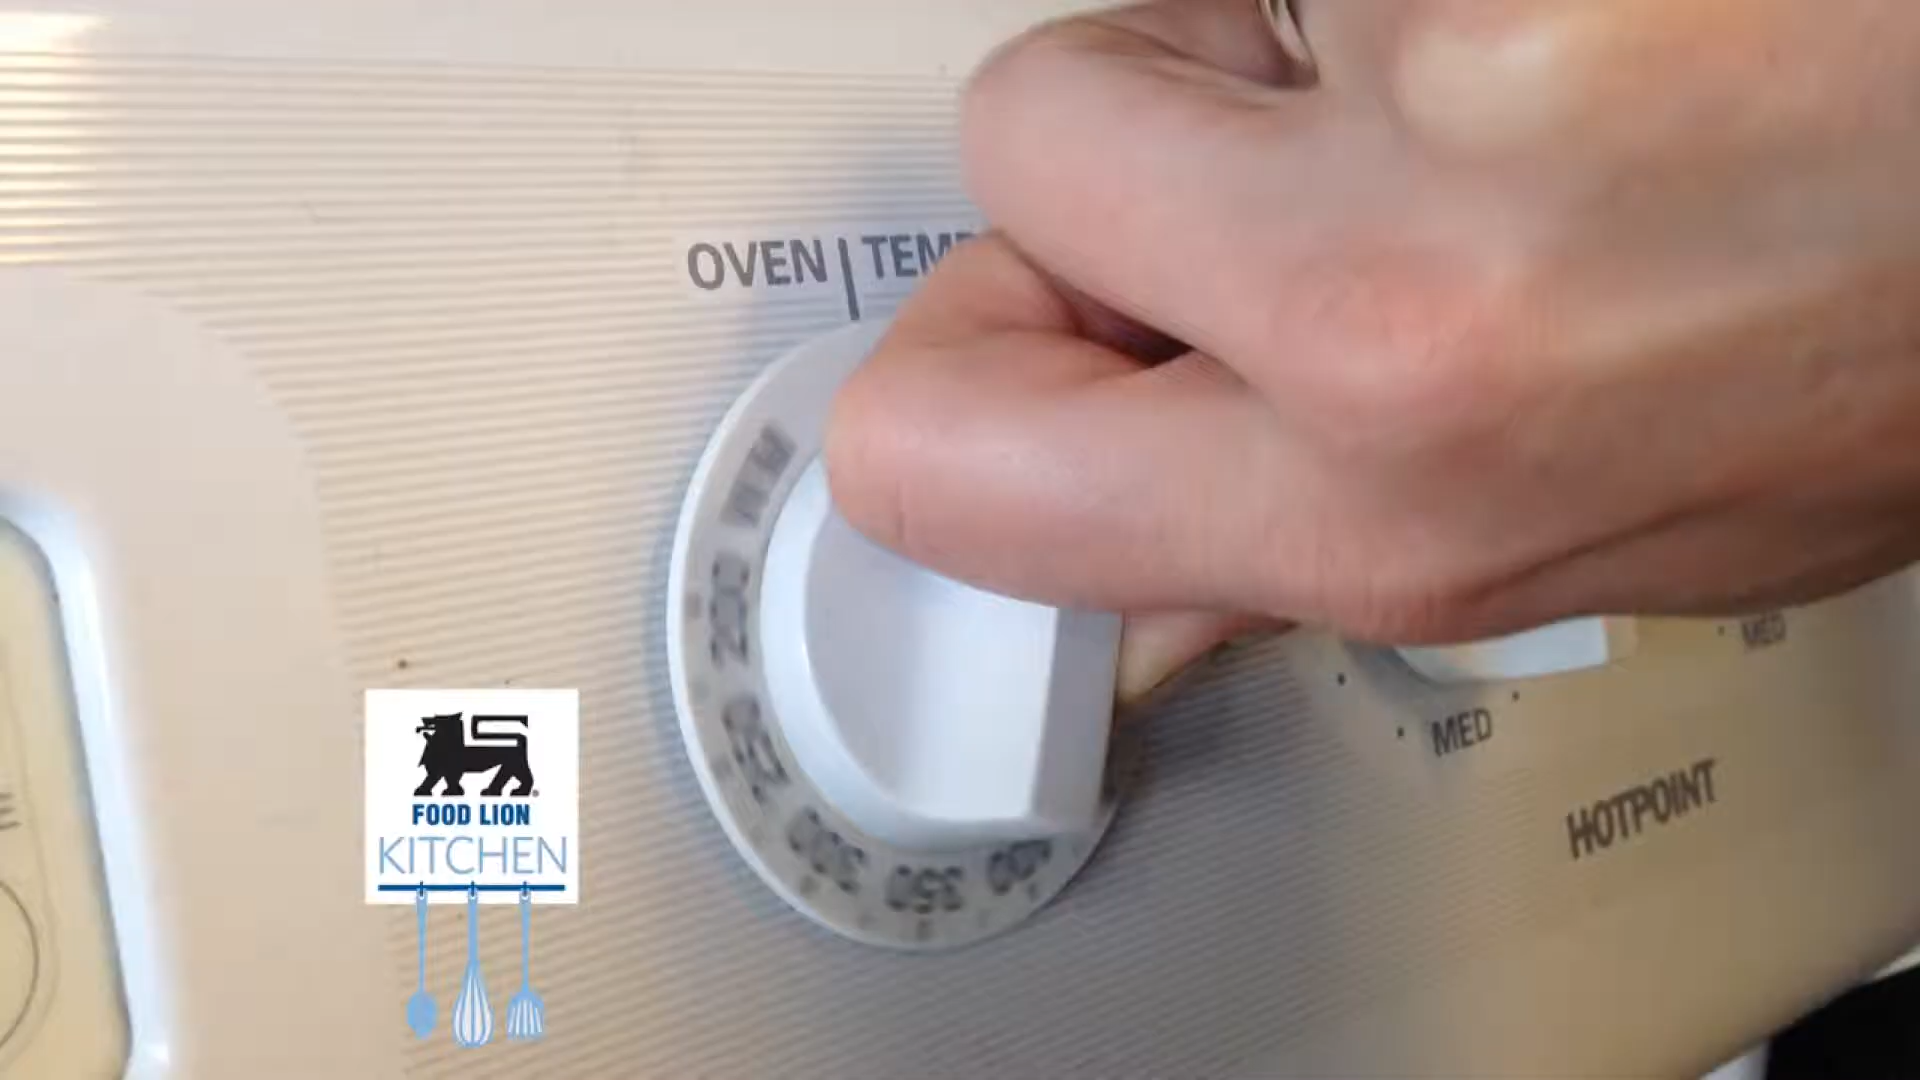 OVEN | TEMP
200
250
300
350
400
MED
MED
HOTPOINT
FOOD LION
KITCHEN